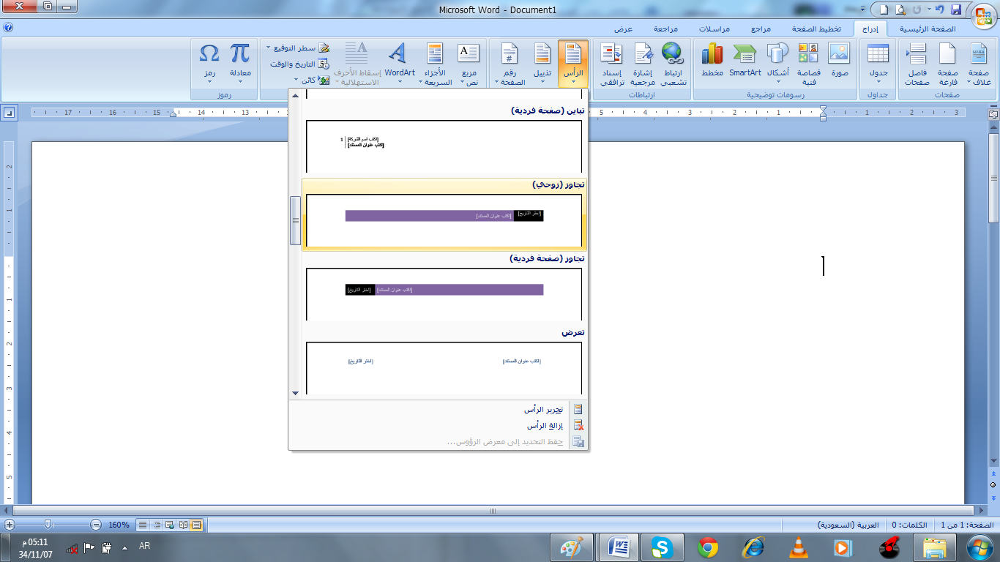 Microsoft Word - Document1
الصفحة الرئيسية
إدراج
تخطيط الصفحة
مراجع
مراسلات
مراجعة
عرض
صفحة غلاف
صفحة فارغة
فاصل صفحات
جدول
صورة
قصاصة فنية
أشكال
SmartArt
مخطط
ارتباط تشعبي
إشارة مرجعية
إسناد ترافقي
الرأس
تذييل
رقم الصفحة
مربع نص
الأجزاء السريعة
WordArt
إسقاط الأحرف الاستهلالية
سطر التوقيع
التاريخ والوقت
كائن
معادلة
رمز
صفحات
جداول
رسومات توضيحية
ارتباطات
رموز
17 16 15 14 13 5 4 3 2 1 1 2 3
تباين (صفحة فردية)
[اكتب اسم الشركة] 1
[اكتب عنوان المستند]
تجاوز (زوجي)
[اختر التاريخ] [اكتب عنوان المستند]
تجاوز (صفحة فردية)
[اكتب عنوان المستند] [اختر التاريخ]
تعرض
[اكتب عنوان المستند] [اختر التاريخ]
تحرير الرأس
إزالة الرأس
حفظ التحديد إلى معرض الرؤوس...
2
1
2
3
4
5
الصفحة: 1 من 1
الكلمات: 0
العربية (السعودية)
160%
AR
05:11 م
34/11/07